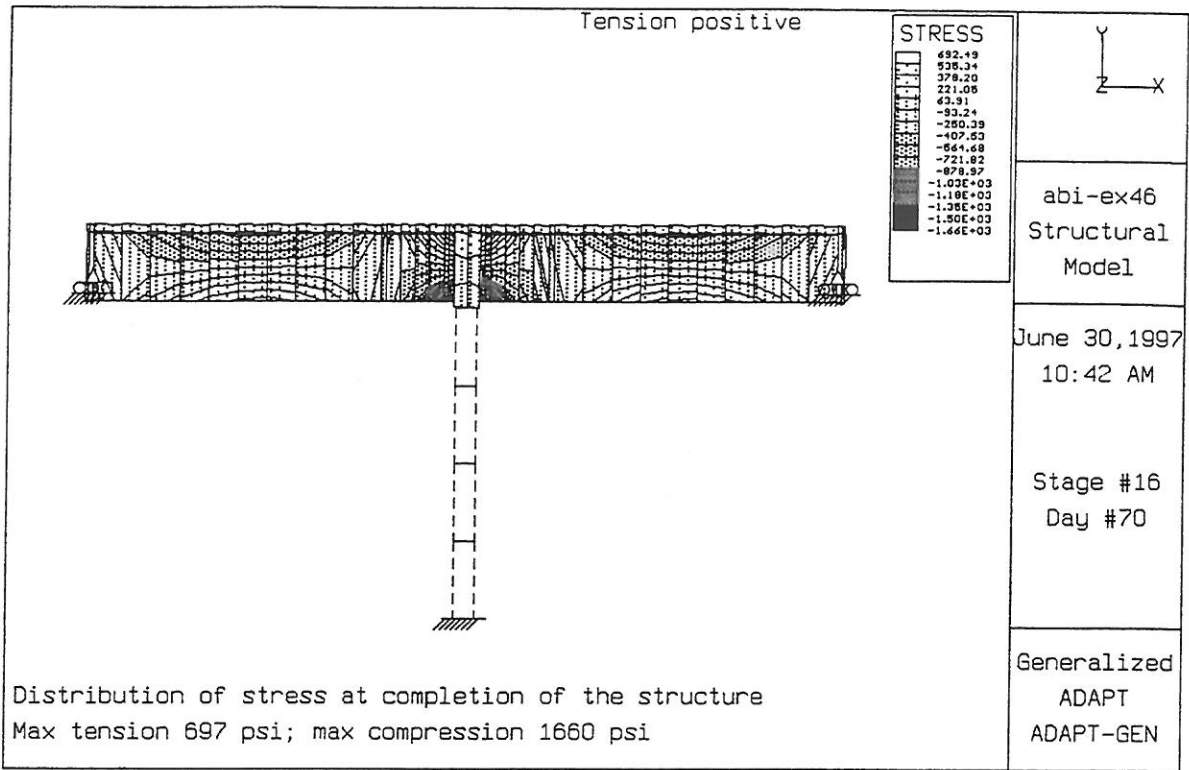 Tension positive
STRESS
692.49
535.34
378.20
221.05
63.91
-93.24
-250.39
-407.53
-564.68
-721.82
-878.97
-1.03E+03
-1.18E+03
-1.35E+03
-1.50E+03
-1.66E+03
Y
Z X
abi-ex46
Structural
Model
June 30,1997
10:42 AM
Stage #16
Day #70
Generalized
ADAPT
ADAPT-GEN
Distribution of stress at completion of the structure
Max tension 697 psi; max compression 1660 psi